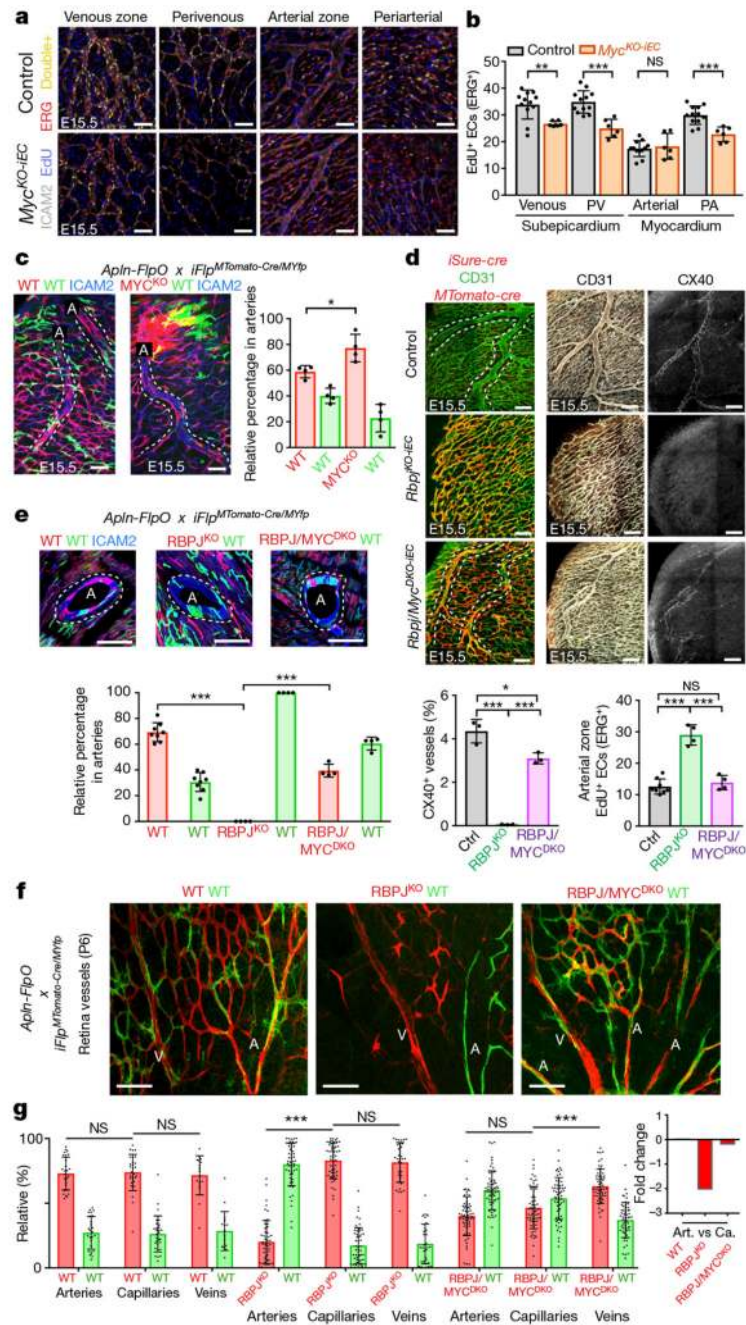 a
Venous zone Perivenous Arterial zone Periarterial
Control
Myc^KO-iEC
ERG Double+
ICAM2 EdU
E15.5
E15.5
b
Control Myc^KO-iEC
EdU+ ECs (ERG+)
50
40
30
20
10
0
** *** NS ***
Venous PV Arterial PA
Subepicardium Myocardium
c
Apln-FlpO x iFlp^MTomato-Cre/MYfp
WT WT ICAM2 MYC^KO WT ICAM2
A A A
E15.5 E15.5
Relative percentage in arteries
100
80
60
40
20
0
*
WT WT MYC^KO WT
d
iSure-cre
CD31
MTomato-cre
CD31 CX40
Control
E15.5 E15.5 E15.5
Rbpj^KO-iEC
E15.5 E15.5 E15.5
Rbpj/Myc^DKO-iEC
E15.5 E15.5 E15.5
CX40+ vessels (%)
6
4
2
0
*
*** ***
Ctrl RBPJ^KO RBPJ/MYC^DKO
Arterial zone
EdU+ ECs (ERG+)
40
30
20
10
0
NS
*** ***
Ctrl RBPJ^KO RBPJ/MYC^DKO
e
Apln-FlpO x iFlp^MTomato-Cre/MYfp
WT WT ICAM2 RBPJ^KO WT RBPJ/MYC^DKO WT
A A A
Relative percentage
in arteries
100
80
60
40
20
0
*** ***
WT WT RBPJ^KO WT RBPJ/MYC^DKO WT
f
Apln-FlpO
x
iFlp^MTomato-Cre/MYfp
Retina vessels (P6)
WT WT RBPJ^KO WT RBPJ/MYC^DKO WT
V A V A A V A A
g
Relative (%)
100
50
0
NS NS *** NS NS ***
WT WT WT WT WT WT RBPJ^KO WT RBPJ^KO WT RBPJ^KO WT RBPJ/MYC^DKO WT RBPJ/MYC^DKO WT RBPJ/MYC^DKO WT
Arteries Capillaries Veins Arteries Capillaries Veins Arteries Capillaries Veins
Fold change
0
−1
−2
−3
Art. vs Ca.
WT
RBPJ^KO
RBPJ/MYC^DKO